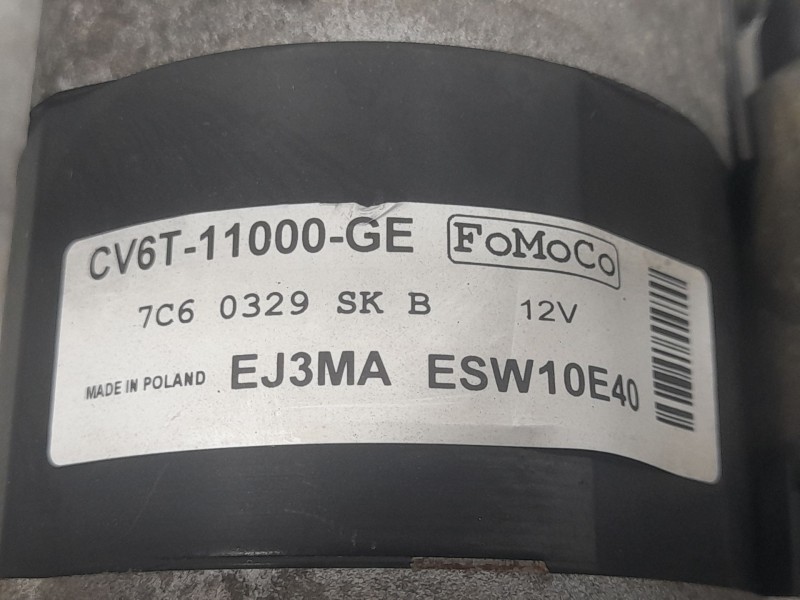 CV6T-11000-GE FoMoCo
7C6 0329 SK B 12V
MADE IN POLAND EJ3MA ESW10E40